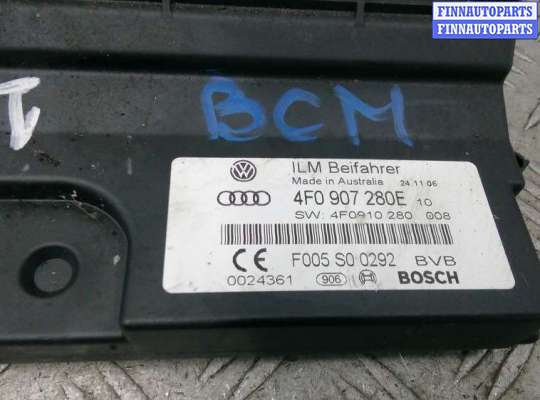 FINNAUTOPARTS
FINNAUTOPARTS.RU
BCM
ILM Beifahrer
Made in Australia 24.11.06
4F0 907 280E 10
SW: 4F0910 280 008
F005 S0 0292 BVB
0024361 906 BOSCH